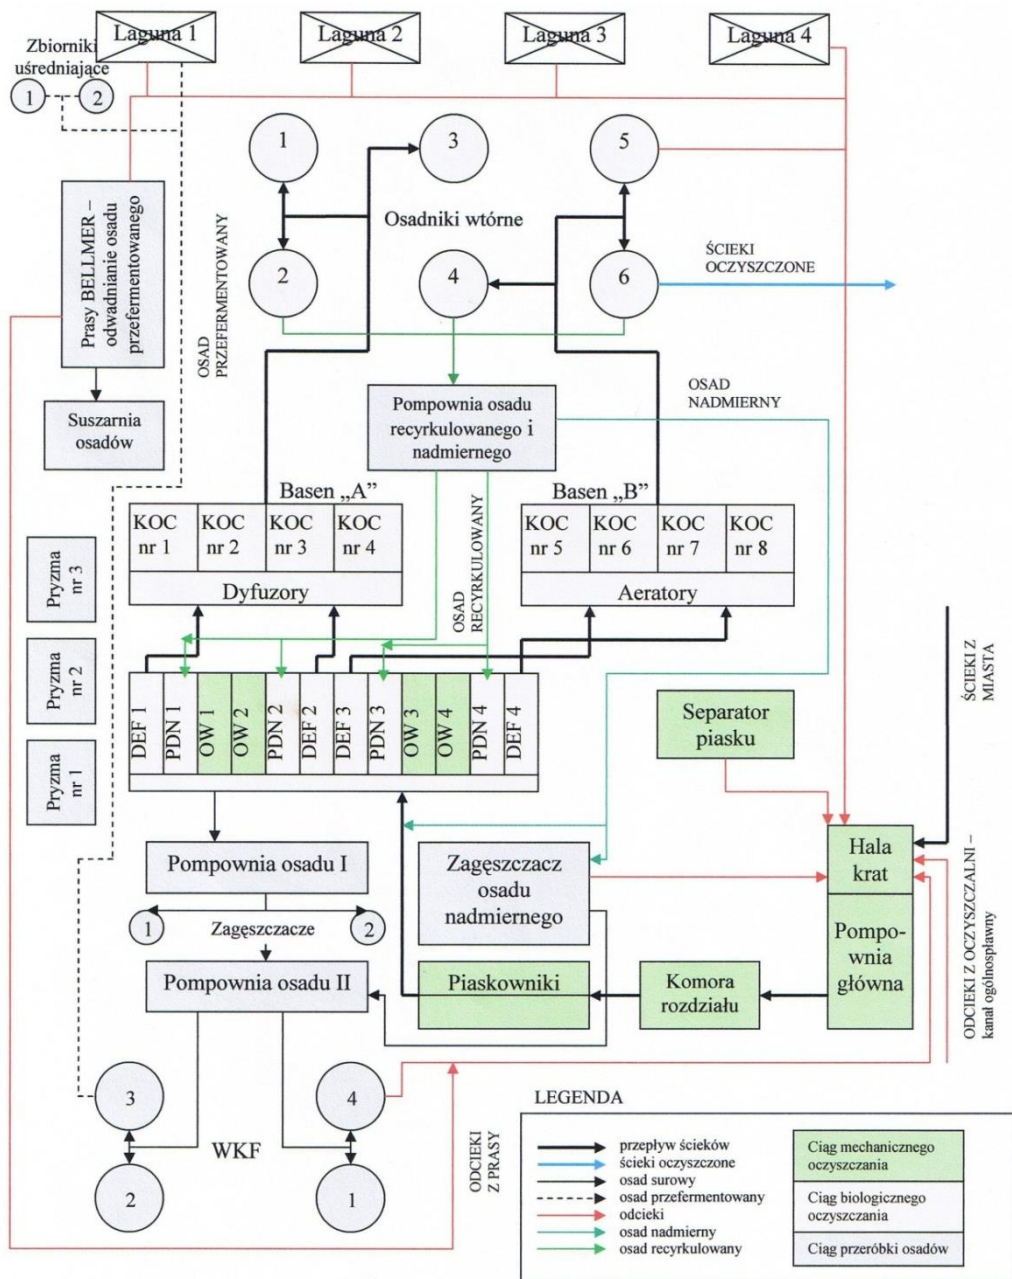 Laguna 1
Laguna 2
Laguna 3
Laguna 4
Zbiorniki
uśredniające
1
2
1
3
5
Osadniki wtórne
2
4
6
ŚCIEKI
OCZYSZCZONE
Prasy BELLMER –
odwadnianie osadu
przefermentowanego
OSAD
PRZEFERMENTOWANY
Suszarnia
osadów
Pompownia osadu
recyrkulowanego i
nadmiernego
OSAD
NADMIERNY
Basen „A”
KOC
nr 1
KOC
nr 2
KOC
nr 3
KOC
nr 4
Dyfuzory
OSAD
RECYRKULOWANY
Basen „B”
KOC
nr 5
KOC
nr 6
KOC
nr 7
KOC
nr 8
Aeratory
Pryzma
nr 3
Pryzma
nr 2
Pryzma
nr 1
DEF 1
PDN 1
OW 1
OW 2
PDN 2
DEF 2
DEF 3
PDN 3
OW 3
OW 4
PDN 4
DEF 4
ŚCIEKI Z
MIASTA
Separator
piasku
Pompownia osadu I
1
Zagęszczacze
2
Pompownia osadu II
Zagęszczacz
osadu
nadmiernego
Hala
krat
Pompo-
wnia
główna
Piaskowniki
Komora
rozdziału
ODCIEKI Z OCZYSZCZALNI –
kanał ogólnospławny
3
4
WKF
2
1
ODCIEKI
Z PRASY
LEGENDA
przepływ ścieków
ścieki oczyszczone
osad surowy
osad przefermentowany
odcieki
osad nadmierny
osad recyrkulowany
Ciąg mechanicznego
oczyszczania
Ciąg biologicznego
oczyszczania
Ciąg przeróbki osadów